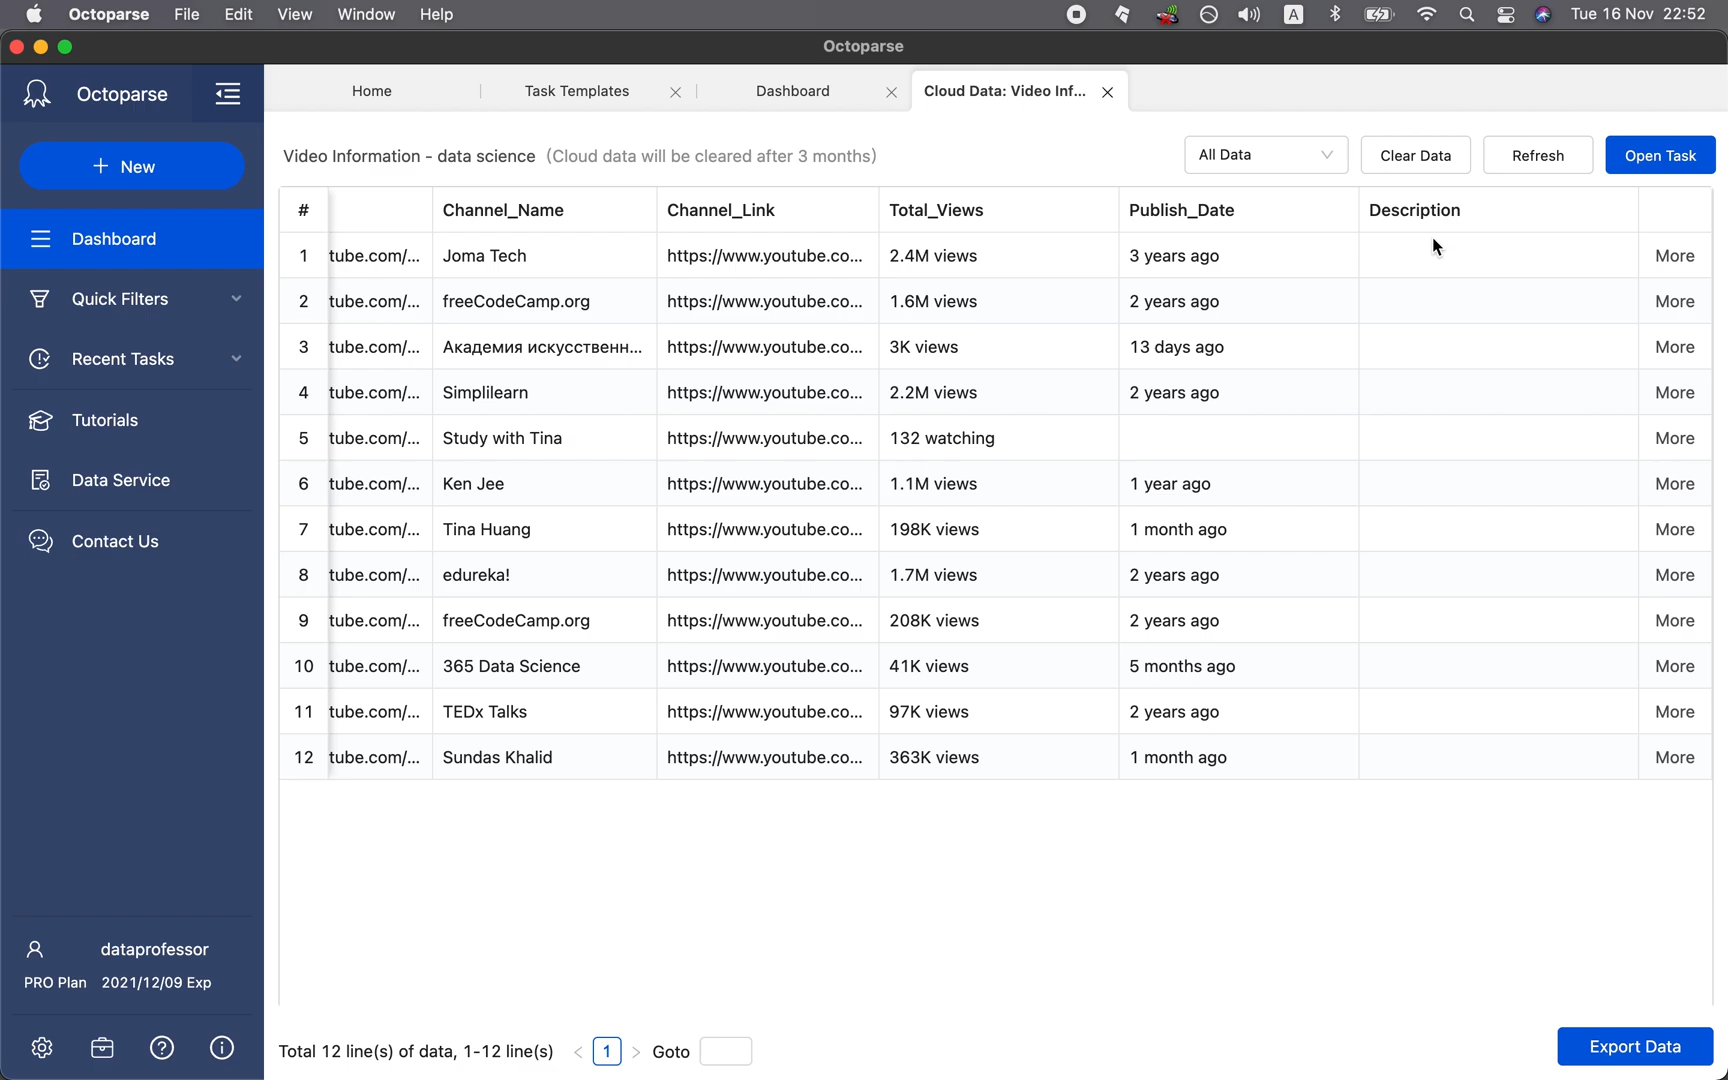 Octoparse File Edit View Window Help A Tue 16 Nov 22:52
Octoparse
Octoparse
Home Task Templates Dashboard Cloud Data: Video Inf...
+ New
Video Information - data science (Cloud data will be cleared after 3 months) All Data Clear Data Refresh Open Task
Dashboard
Quick Filters
Recent Tasks
Tutorials
Data Service
Contact Us
# Channel_Name Channel_Link Total_Views Publish_Date Description
1 tube.com/... Joma Tech https://www.youtube.co... 2.4M views 3 years ago More
2 tube.com/... freeCodeCamp.org https://www.youtube.co... 1.6M views 2 years ago More
3 tube.com/... Академия искусственн... https://www.youtube.co... 3K views 13 days ago More
4 tube.com/... Simplilearn https://www.youtube.co... 2.2M views 2 years ago More
5 tube.com/... Study with Tina https://www.youtube.co... 132 watching More
6 tube.com/... Ken Jee https://www.youtube.co... 1.1M views 1 year ago More
7 tube.com/... Tina Huang https://www.youtube.co... 198K views 1 month ago More
8 tube.com/... edureka! https://www.youtube.co... 1.7M views 2 years ago More
9 tube.com/... freeCodeCamp.org https://www.youtube.co... 208K views 2 years ago More
10 tube.com/... 365 Data Science https://www.youtube.co... 41K views 5 months ago More
11 tube.com/... TEDx Talks https://www.youtube.co... 97K views 2 years ago More
12 tube.com/... Sundas Khalid https://www.youtube.co... 363K views 1 month ago More
dataprofessor
PRO Plan 2021/12/09 Exp
Total 12 line(s) of data, 1-12 line(s) < 1 > Goto Export Data